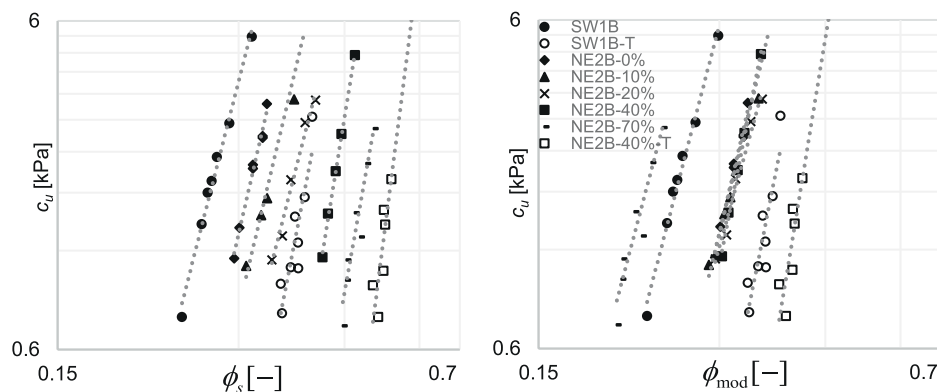 6
c_u [kPa]
0.6
0.15
ϕ_s [−]
0.7
6
SW1B
SW1B-T
NE2B-0%
NE2B-10%
NE2B-20%
NE2B-40%
NE2B-70%
NE2B-40%-T
c_u [kPa]
0.6
0.15
ϕ_mod [−]
0.7